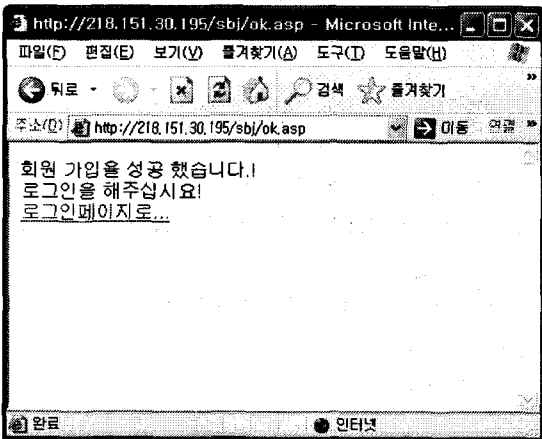 http://218.151.30.195/sbj/ok.asp - Microsoft Inte...
파일(F) 편집(E) 보기(V) 즐겨찾기(A) 도구(T) 도움말(H)
뒤로 검색 즐겨찾기 »
주소(D) http://218.151.30.195/sbj/ok.asp 이동 연결 »
회원 가입을 성공 했습니다.!
로그인을 해주십시요!
로그인페이지로...
완료 인터넷